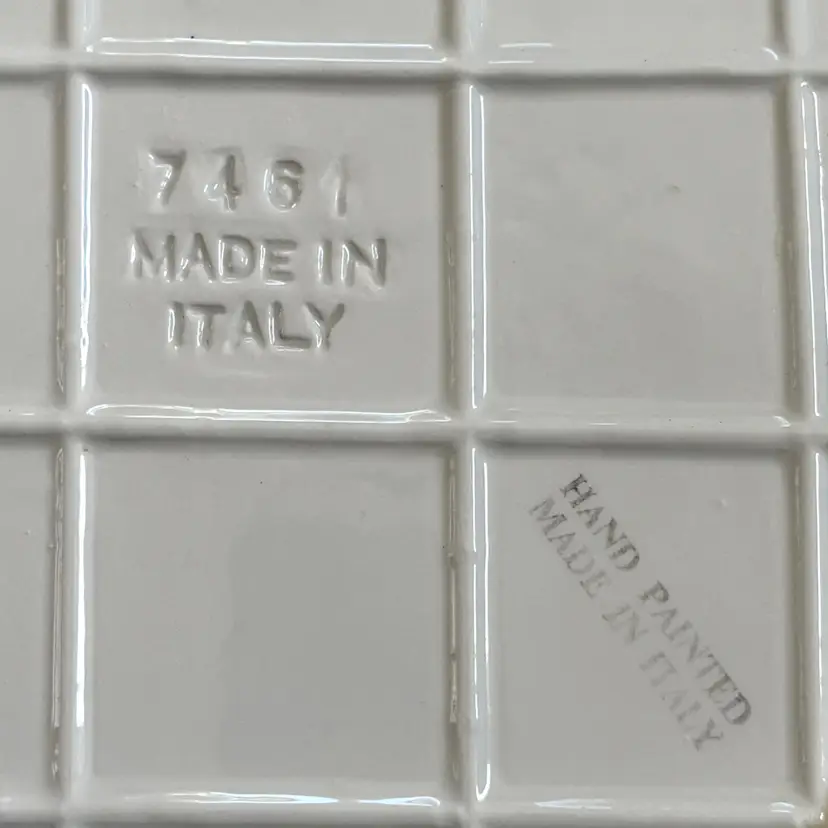 7461
MADE IN
ITALY
HAND PAINTED
MADE IN ITALY